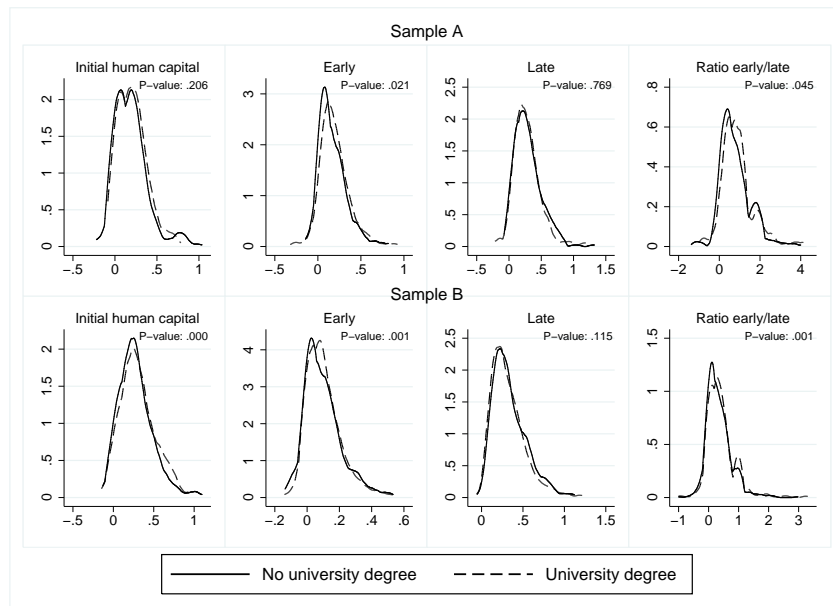 Sample A
Initial human capital
P-value: .206
0 .5 1 1.5 2
-.5 0 .5 1
Early
P-value: .021
0 1 2 3
-.5 0 .5 1
Late
P-value: .769
0 .5 1 1.5 2 2.5
-.5 0 .5 1 1.5
Ratio early/late
P-value: .045
0 .2 .4 .6 .8
-2 0 2 4
Sample B
Initial human capital
P-value: .000
0 .5 1 1.5 2
-.5 0 .5 1
Early
P-value: .001
0 1 2 3 4
-.2 0 .2 .4 .6
Late
P-value: .115
0 .5 1 1.5 2 2.5
0 .5 1 1.5
Ratio early/late
P-value: .001
0 .5 1 1.5
-1 0 1 2 3
No university degree
University degree